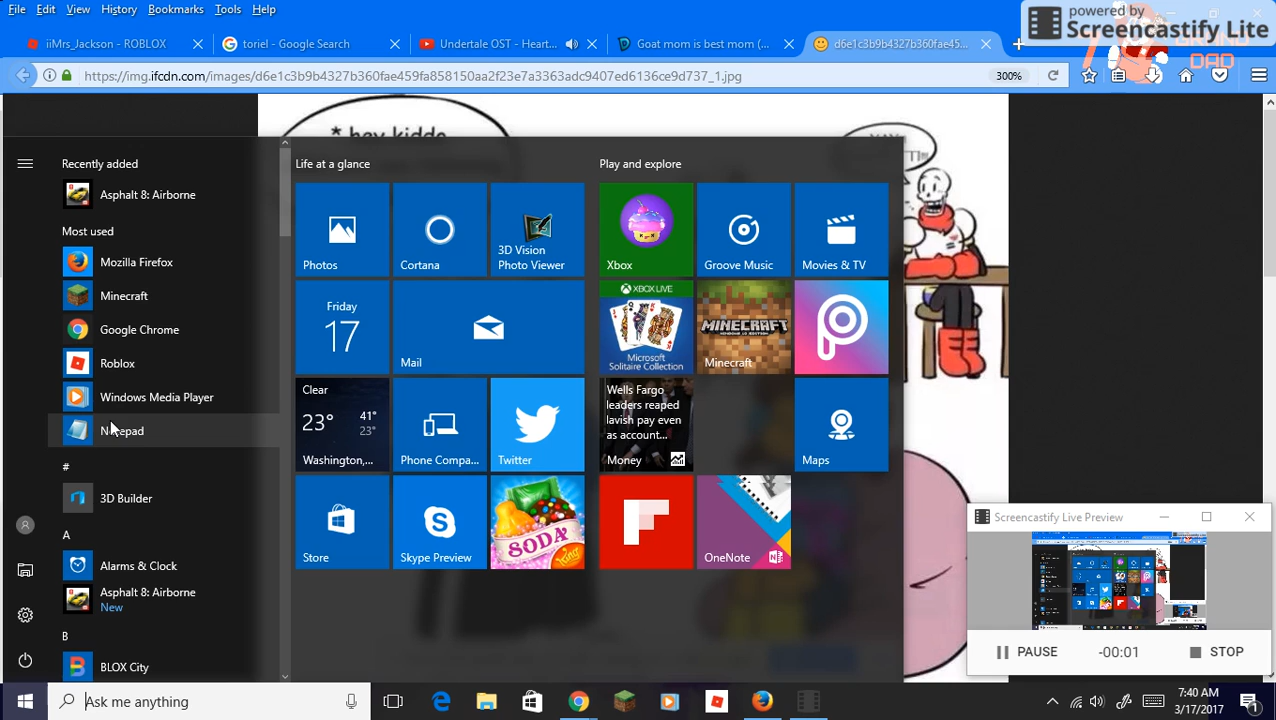 File Edit View History Bookmarks Tools Help
powered by
Screencastify Lite
iiMrs_Jackson - ROBLOX
toriel - Google Search
Undertale OST - Heart...
Goat mom is best mom (...
d6e1c3b9b4327b360fae45...
DAD
https://img.ifcdn.com/images/d6e1c3b9b4327b360fae459fa6cb150aa2f2fe7a3363adc9407ed6136ce9d737_1.jpg
300%
* hey kiddo
Recently added
Asphalt 8: Airborne
Most used
Mozilla Firefox
Minecraft
Google Chrome
Roblox
Windows Media Player
Notepad
#
3D Builder
A
Alarms & Clock
Asphalt 8: Airborne
New
B
BLOX City
Life at a glance
Photos
Cortana
3D Vision
Photo Viewer
Friday
17
Mail
Clear
23°
41°
23°
Washington,...
Phone Compa...
Twitter
Store
Skype Preview
SODA
Play and explore
Xbox
Groove Music
Movies & TV
XBOX LIVE
Microsoft
Solitaire Collection
MINECRAFT
Minecraft
Wells Fargo
leaders reaped
lavish pay even
as account...
Money
Maps
OneNote
Screencastify Live Preview
PAUSE
-00:01
STOP
Ask me anything
7:40 AM
3/17/2017
1